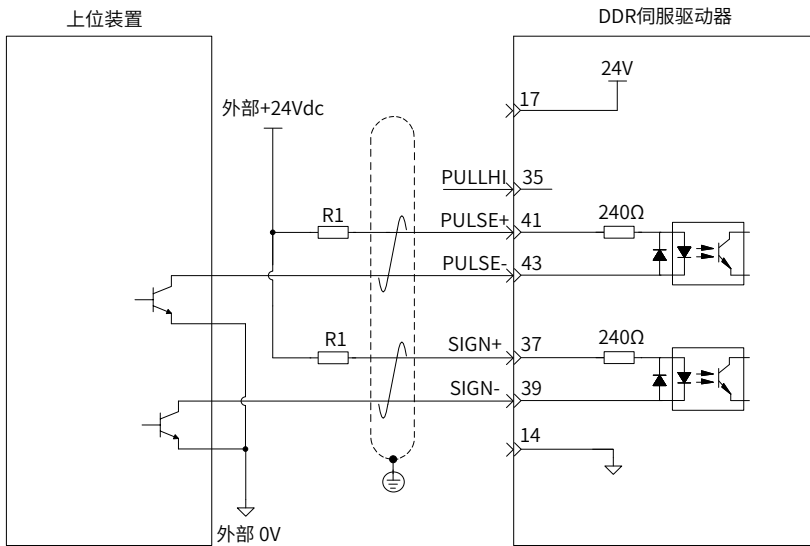 上位装置
DDR伺服驱动器
24V
17
外部+24Vdc
PULLHI 35
R1 PULSE+ 41 240Ω
PULSE- 43
R1 SIGN+ 37 240Ω
SIGN- 39
14
外部 0V